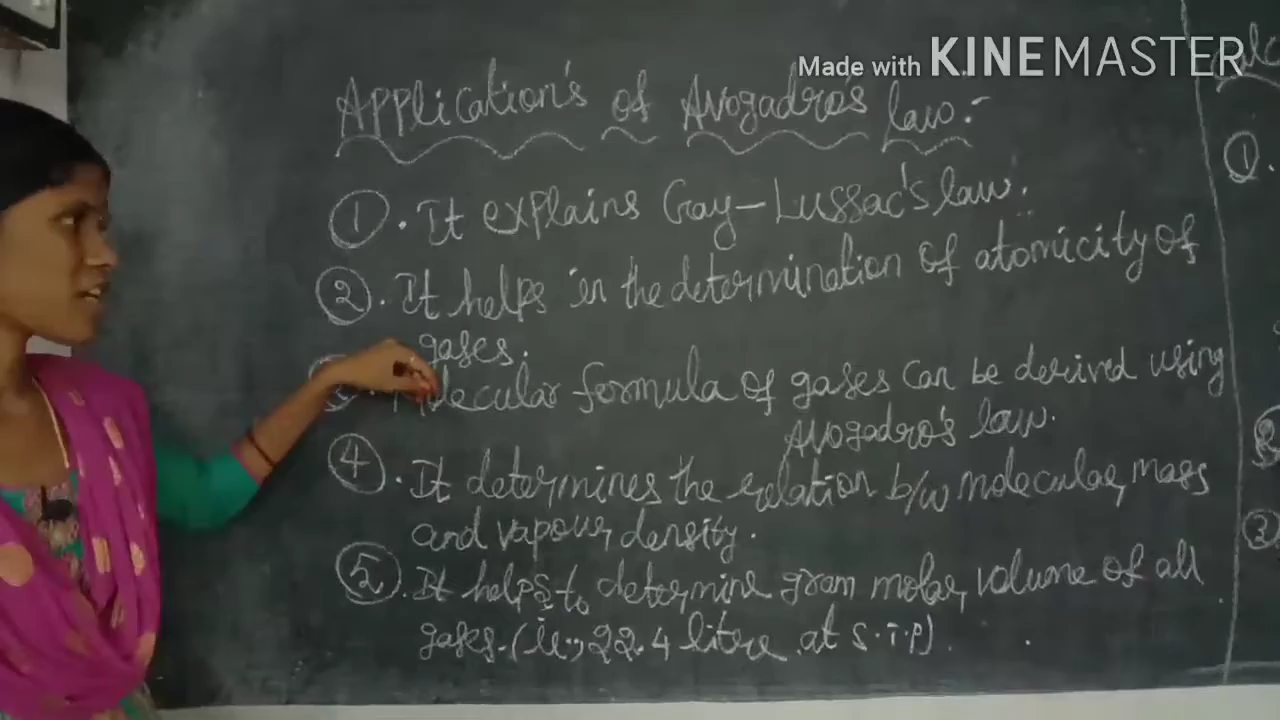 Made with KINEMASTER
Application's of Avogadro's law:-
①. It explains Gay-Lussac's law.
②. It helps in the determination of atomicity of
gases.
Molecular formula of gases can be derived using
Avogadro's law.
④. It determines the relation b/w molecular mass
and vapour density.
⑤. It helps to determine gram molar volume of all
gases. (ie., 22.4 litre at S.T.P)
①.
③